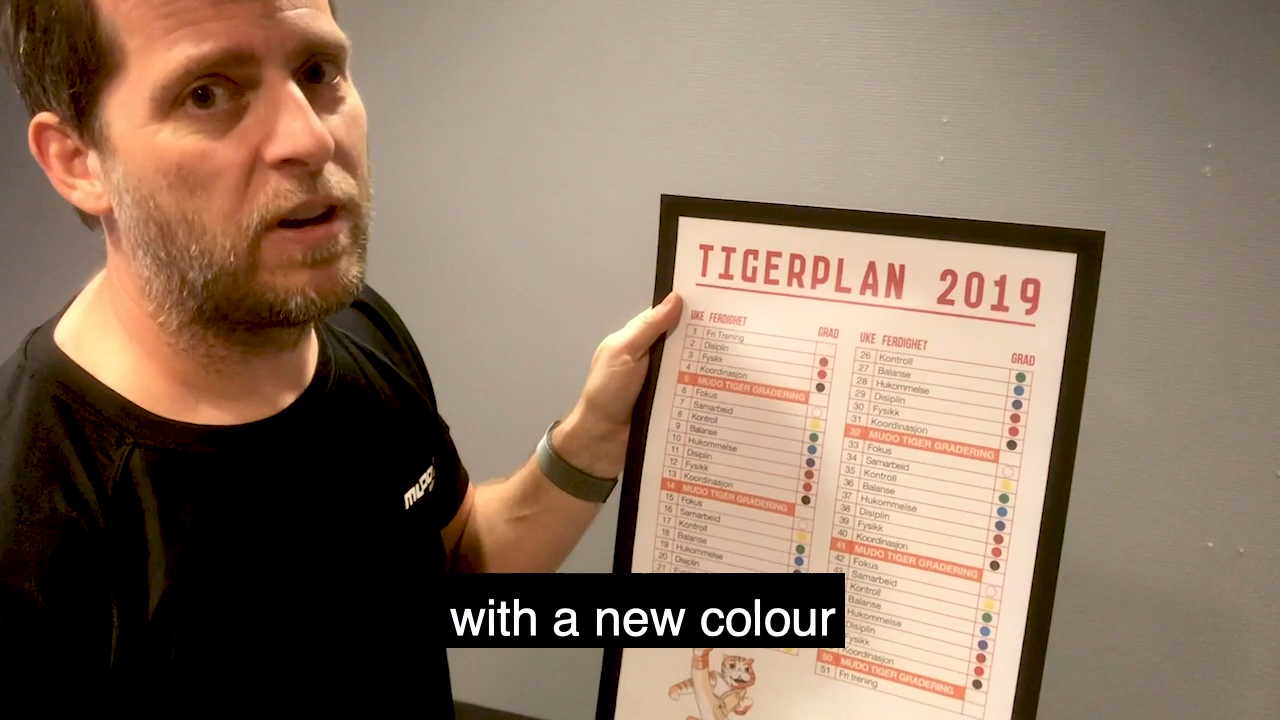 TIGERPLAN 2019
UKE FERDIGHET GRAD
1 Fri Trening
2 Disiplin
3 Fysikk
4 Koordinasjon
5 MUDO TIGER GRADERING
6 Fokus
7 Samarbeid
8 Kontroll
9 Balanse
10 Hukommelse
11 Disiplin
12 Fysikk
13 Koordinasjon
14 MUDO TIGER GRADERING
15 Fokus
16 Samarbeid
17 Kontroll
18 Balanse
19 Hukommelse
20 Disiplin
21
UKE FERDIGHET GRAD
26 Kontroll
27 Balanse
28 Hukommelse
29 Disiplin
30 Fysikk
31 Koordinasjon
32 MUDO TIGER GRADERING
33 Fokus
34 Samarbeid
35 Kontroll
36 Balanse
37 Hukommelse
38 Disiplin
39 Fysikk
40 Koordinasjon
41 MUDO TIGER GRADERING
42 Fokus
Samarbeid
Kontroll
Balanse
Hukommelse
Disiplin
Fysikk
Koordinasjon
50 MUDO TIGER GRADERING
51 Fri trening
with a new colour